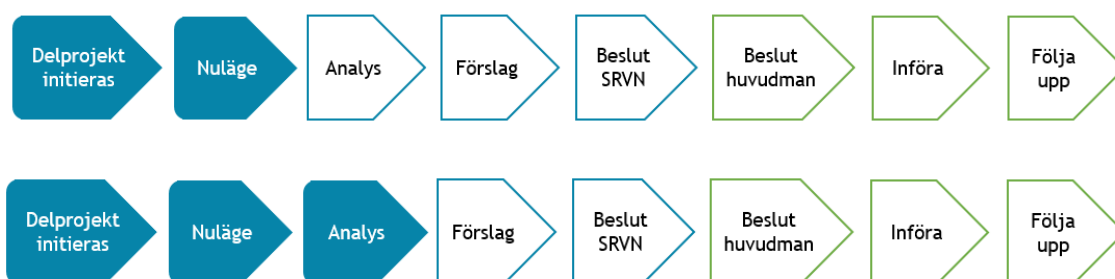 Delprojekt
initieras
Nuläge
Analys
Förslag
Beslut
SRVN
Beslut
huvudman
Införa
Följa
upp
Delprojekt
initieras
Nuläge
Analys
Förslag
Beslut
SRVN
Beslut
huvudman
Införa
Följa
upp